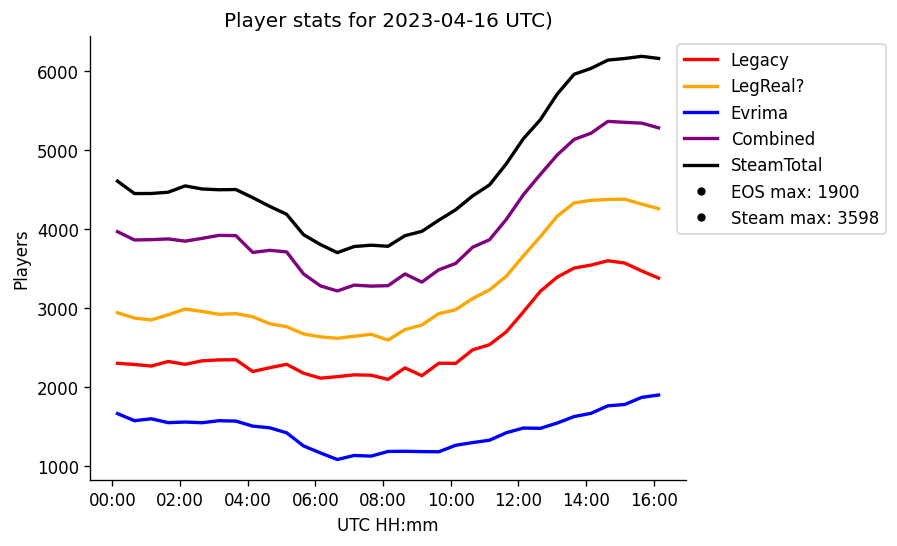 Player stats for 2023-04-16 UTC)
Players
6000
5000
4000
3000
2000
1000
00:00 02:00 04:00 06:00 08:00 10:00 12:00 14:00 16:00
UTC HH:mm
Legacy
LegReal?
Evrima
Combined
SteamTotal
EOS max: 1900
Steam max: 3598